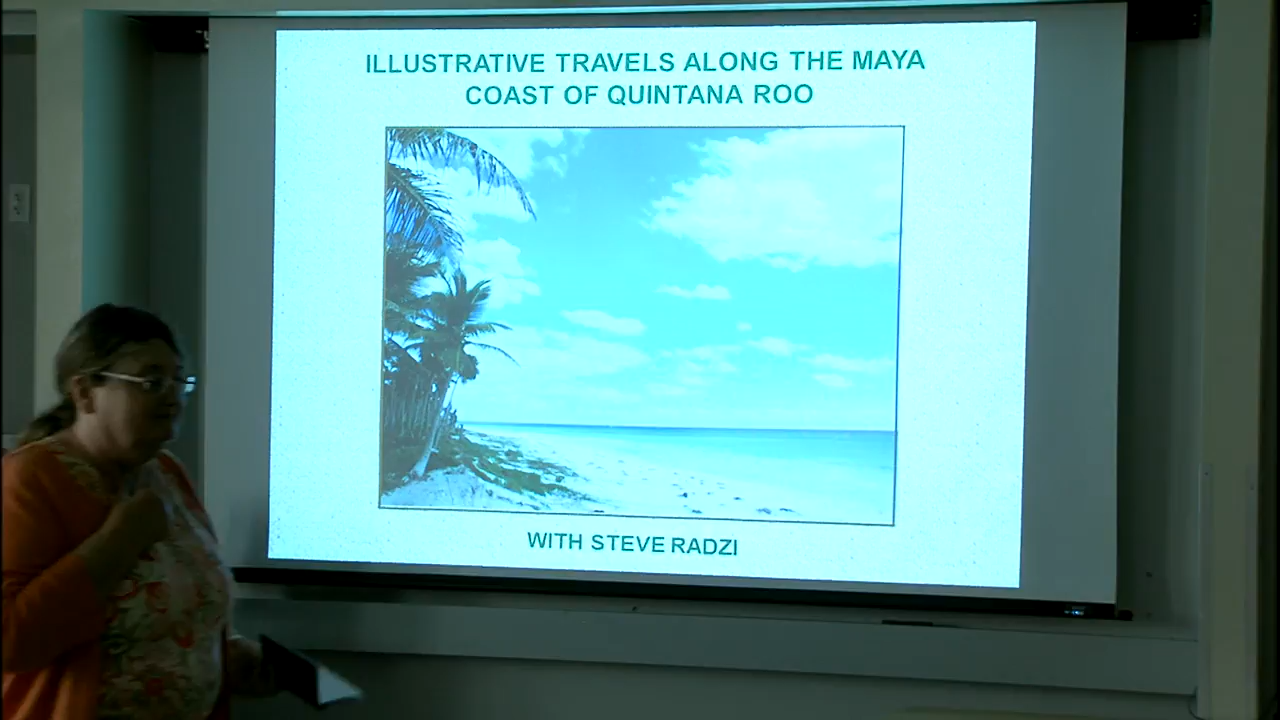 ILLUSTRATIVE TRAVELS ALONG THE MAYA
COAST OF QUINTANA ROO
WITH STEVE RADZI